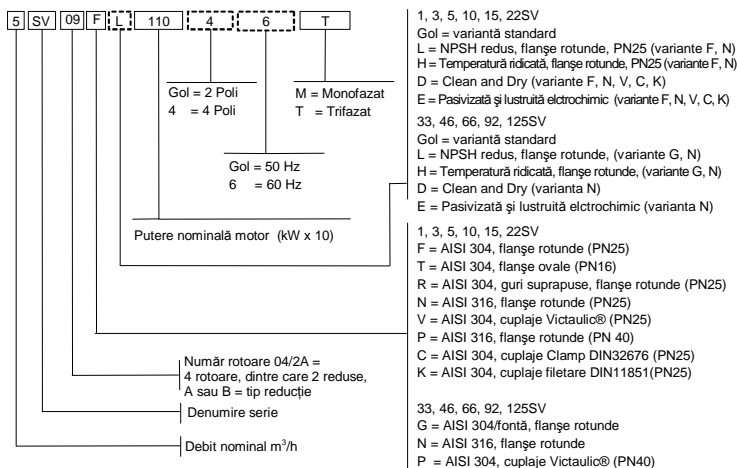 5 SV 09 F L 110 4 6 T
Gol = 2 Poli
4 = 4 Poli
M = Monofazat
T = Trifazat
Gol = 50 Hz
6 = 60 Hz
Putere nominală motor (kW x 10)
Număr rotoare 04/2A =
4 rotoare, dintre care 2 reduse,
A sau B = tip reducție
Denumire serie
Debit nominal m³/h
1, 3, 5, 10, 15, 22SV
Gol = variantă standard
L = NPSH redus, flanşe rotunde, PN25 (variante F, N)
H = Temperatură ridicată, flanşe rotunde, PN25 (variante F, N)
D = Clean and Dry (variante F, N, V, C, K)
E = Pasivizată şi lustruită elctrochimic (variante F, N, V, C, K)
33, 46, 66, 92, 125SV
Gol = variantă standard
L = NPSH redus, flanşe rotunde, (variante G, N)
H = Temperatură ridicată, flanşe rotunde, (variante G, N)
D = Clean and Dry (varianta N)
E = Pasivizată şi lustruită elctrochimic (varianta N)
1, 3, 5, 10, 15, 22SV
F = AISI 304, flanşe rotunde (PN25)
T = AISI 304, flanşe ovale (PN16)
R = AISI 304, guri suprapuse, flanşe rotunde (PN25)
N = AISI 316, flanşe rotunde (PN25)
V = AISI 304, cuplaje Victaulic® (PN25)
P = AISI 316, flanşe rotunde (PN 40)
C = AISI 304, cuplaje Clamp DIN32676 (PN25)
K = AISI 304, cuplaje filetare DIN11851(PN25)
33, 46, 66, 92, 125SV
G = AISI 304/fontă, flanşe rotunde
N = AISI 316, flanşe rotunde
P = AISI 304, cuplaje Victaulic® (PN40)